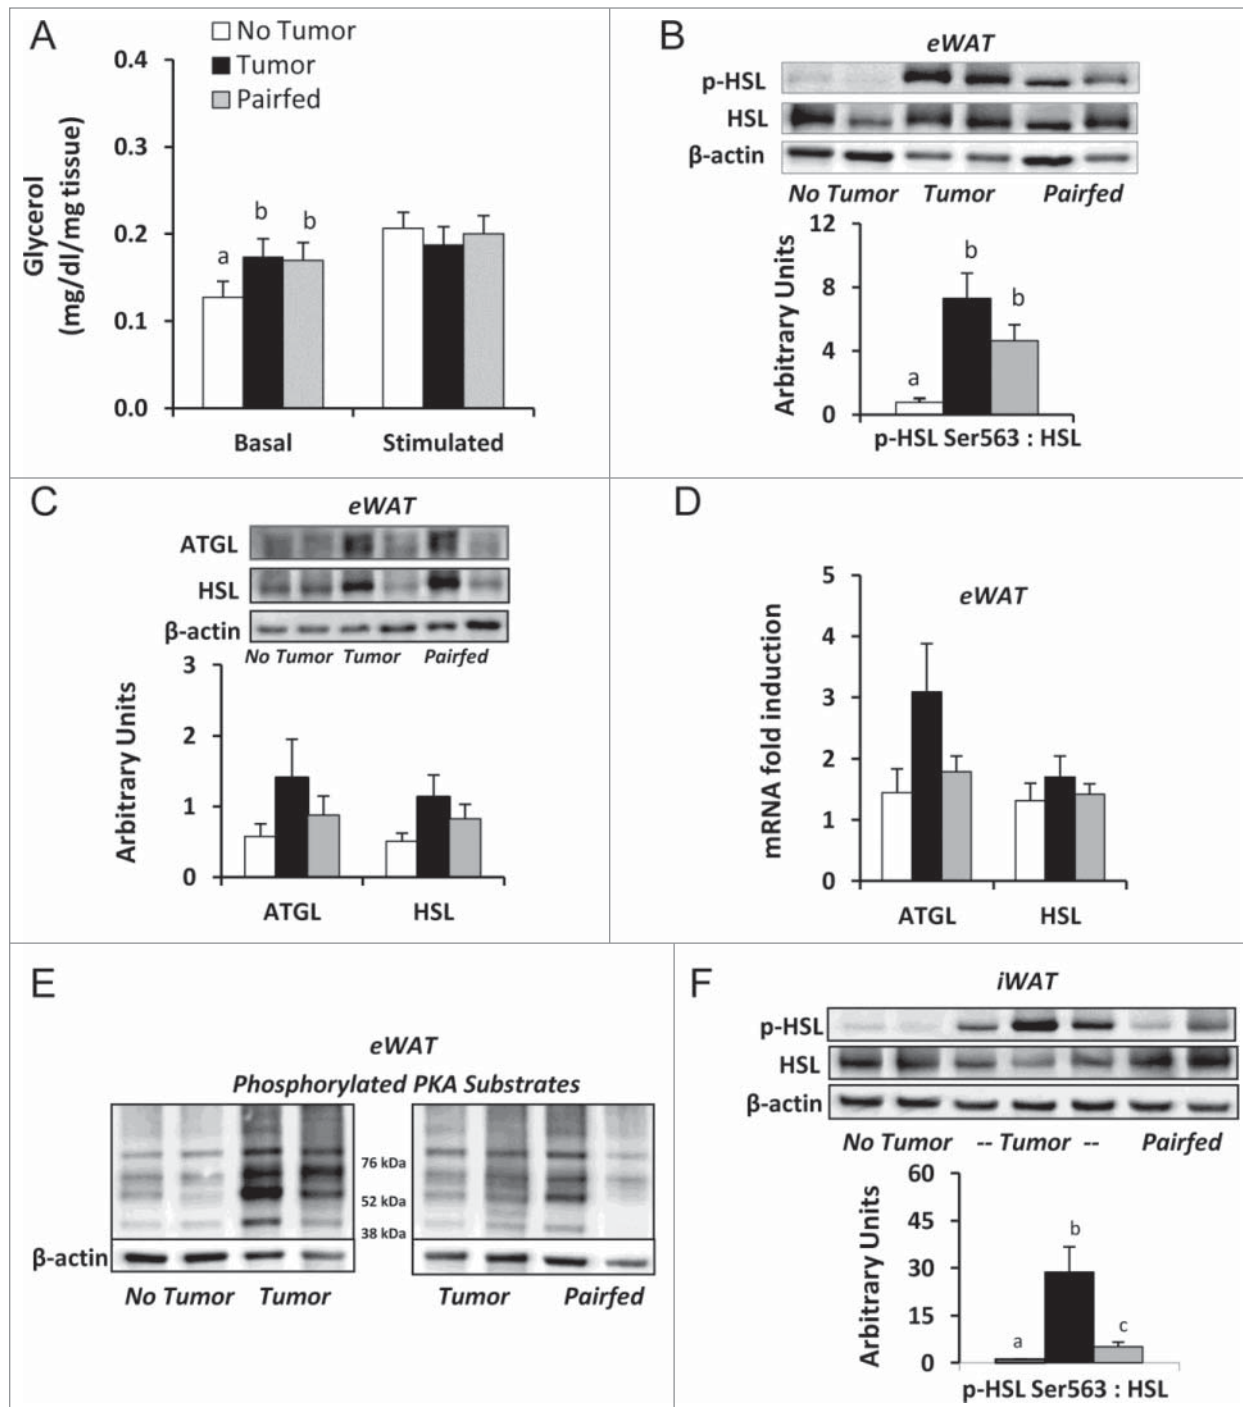 A
No Tumor
Tumor
Pairfed
Glycerol
(mg/dl/mg tissue)
0.4
0.3
0.2
0.1
0.0
a
b
b
Basal
Stimulated
B
eWAT
p-HSL
HSL
β-actin
No Tumor Tumor Pairfed
Arbitrary Units
12
8
4
0
a
b
b
p-HSL Ser563 : HSL
C
eWAT
ATGL
HSL
β-actin
No Tumor Tumor Pairfed
Arbitrary Units
3
2
1
0
ATGL
HSL
D
eWAT
mRNA fold induction
5
4
3
2
1
0
ATGL
HSL
E
eWAT
Phosphorylated PKA Substrates
76 kDa
52 kDa
38 kDa
β-actin
No Tumor Tumor
Tumor Pairfed
F
iWAT
p-HSL
HSL
β-actin
No Tumor -- Tumor -- Pairfed
Arbitrary Units
60
45
30
15
0
a
b
c
p-HSL Ser563 : HSL